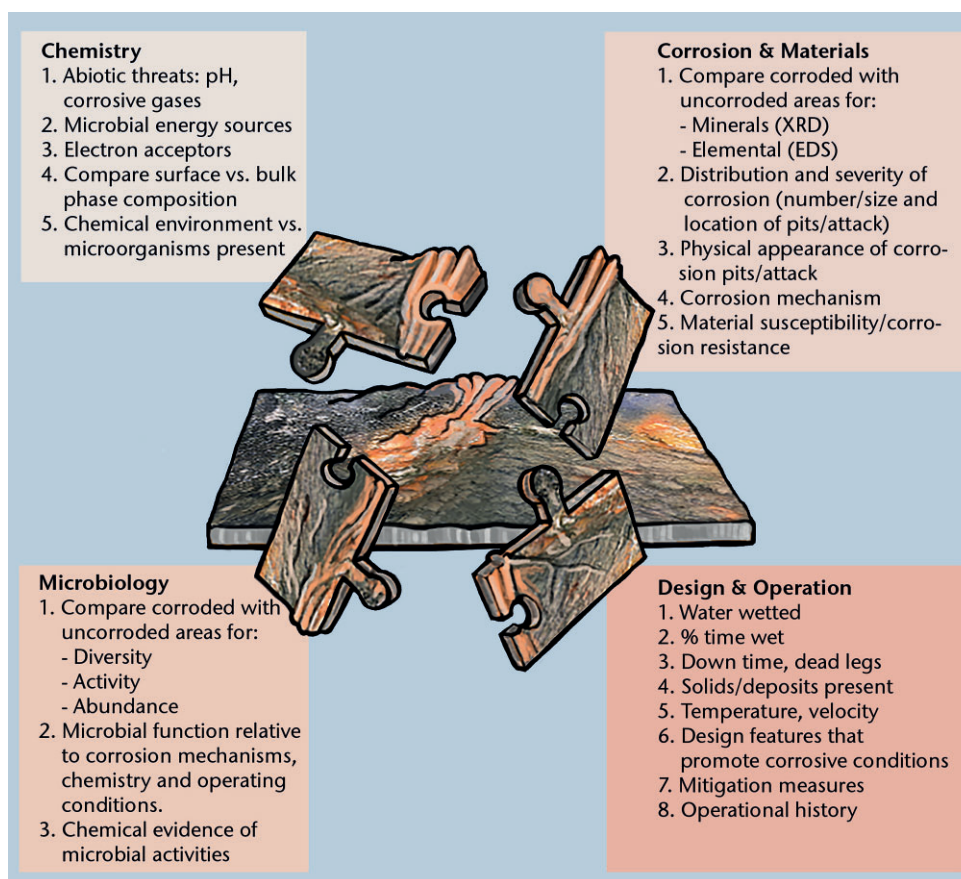 Chemistry
1. Abiotic threats: pH,
corrosive gases
2. Microbial energy sources
3. Electron acceptors
4. Compare surface vs. bulk
phase composition
5. Chemical environment vs.
microorganisms present
Corrosion & Materials
1. Compare corroded with
uncorroded areas for:
- Minerals (XRD)
- Elemental (EDS)
2. Distribution and severity of
corrosion (number/size and
location of pits/attack)
3. Physical appearance of corro-
sion pits/attack
4. Corrosion mechanism
5. Material susceptibility/corro-
sion resistance
Microbiology
1. Compare corroded with
uncorroded areas for:
- Diversity
- Activity
- Abundance
2. Microbial function relative
to corrosion mechanisms,
chemistry and operating
conditions.
3. Chemical evidence of
microbial activities
Design & Operation
1. Water wetted
2. % time wet
3. Down time, dead legs
4. Solids/deposits present
5. Temperature, velocity
6. Design features that
promote corrosive conditions
7. Mitigation measures
8. Operational history